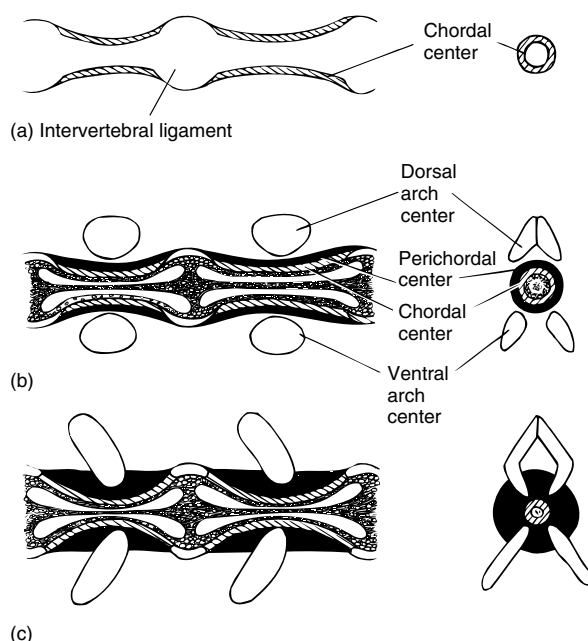 Chordal
center
(a) Intervertebral ligament
Dorsal
arch
center
Perichordal
center
Chordal
center
Ventral
arch
center
(b)
(c)